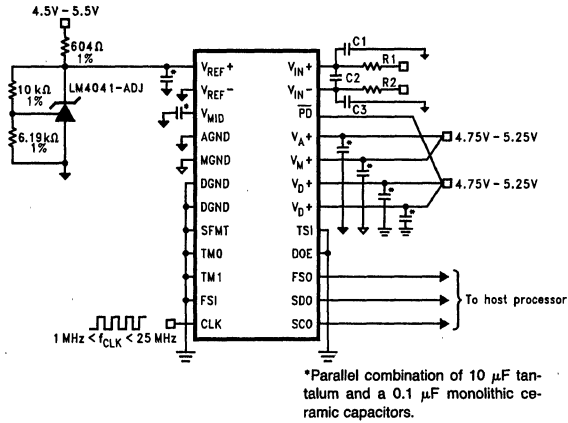 4.5V - 5.5V
604Ω
1%
10 kΩ
1%
LM4041-ADJ
6.19kΩ
1%
*
*
VREF+
VREF−
VMID
AGND
MGND
DGND
DGND
SFMT
TM0
TM1
FSI
CLK
1 MHz < fCLK < 25 MHz
VIN+
VIN−
PD
VA+
VM+
VD+
VD+
TSI
DOE
FSO
SDO
SCO
C1
R1
C2
R2
C3
4.75V - 5.25V
4.75V - 5.25V
*
*
*
*
To host processor
*Parallel combination of 10 μF tan-
talum and a 0.1 μF monolithic ce-
ramic capacitors.